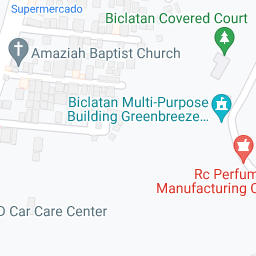 Supermercado
Biclatan Covered Court
Amaziah Baptist Church
Biclatan Multi-Purpose
Building Greenbreeze...
Rc Perfum
Manufacturing C
D Car Care Center